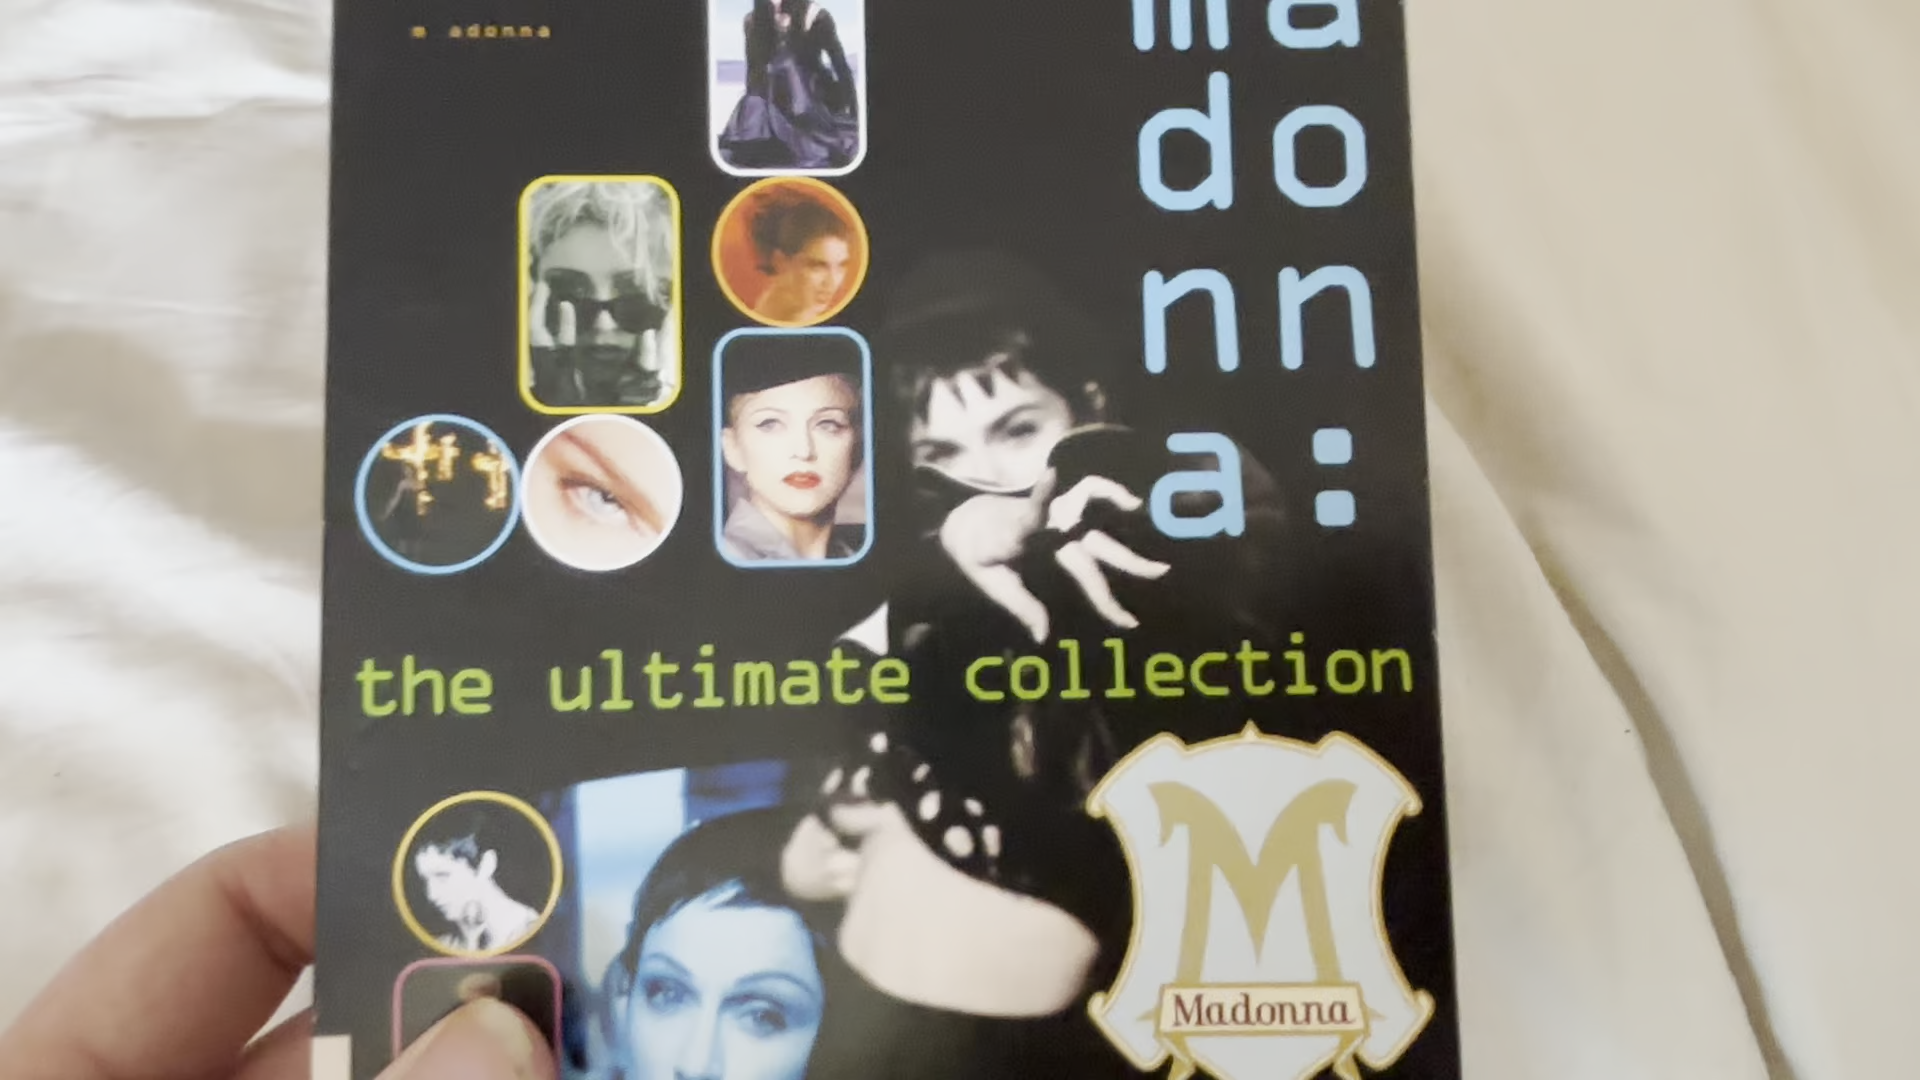 m adonna
ma
do
nn
a:
the ultimate collection
M
Madonna